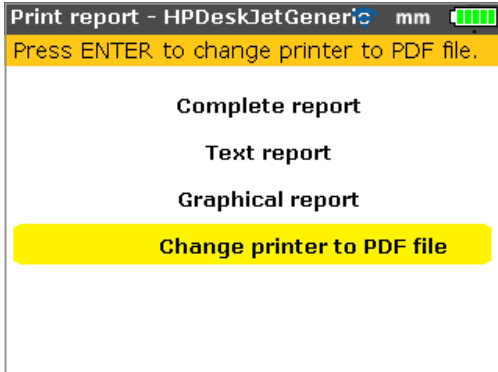 Print report - HPDeskJetGeneric mm
Press ENTER to change printer to PDF file.
Complete report
Text report
Graphical report
Change printer to PDF file